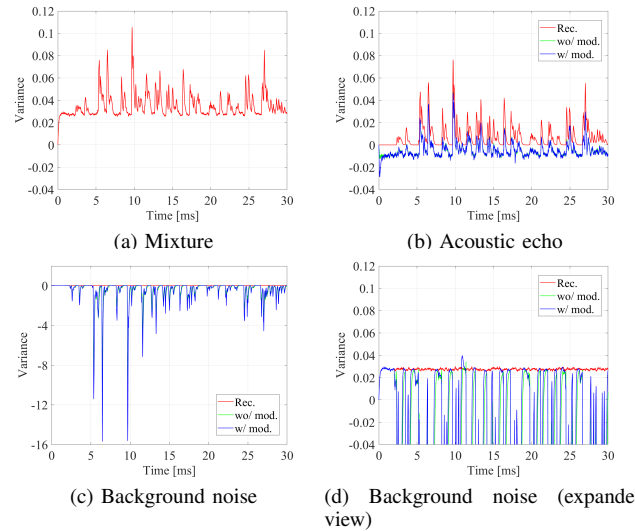 0.12
0.1
0.08
0.06
0.04
0.02
0
-0.02
-0.04
Variance
0 5 10 15 20 25 30
Time [ms]
(a) Mixture
0.12
0.1
0.08
0.06
0.04
0.02
0
-0.02
-0.04
Variance
Rec.
wo/ mod.
w/ mod.
0 5 10 15 20 25 30
Time [ms]
(b) Acoustic echo
0
-4
-8
-12
-16
Variance
Rec.
wo/ mod.
w/ mod.
0 5 10 15 20 25 30
Time [ms]
(c) Background noise
0.12
0.1
0.08
0.06
0.04
0.02
0
-0.02
-0.04
Variance
Rec.
wo/ mod.
w/ mod.
0 5 10 15 20 25 30
Time [ms]
(d) Background noise (expande
view)